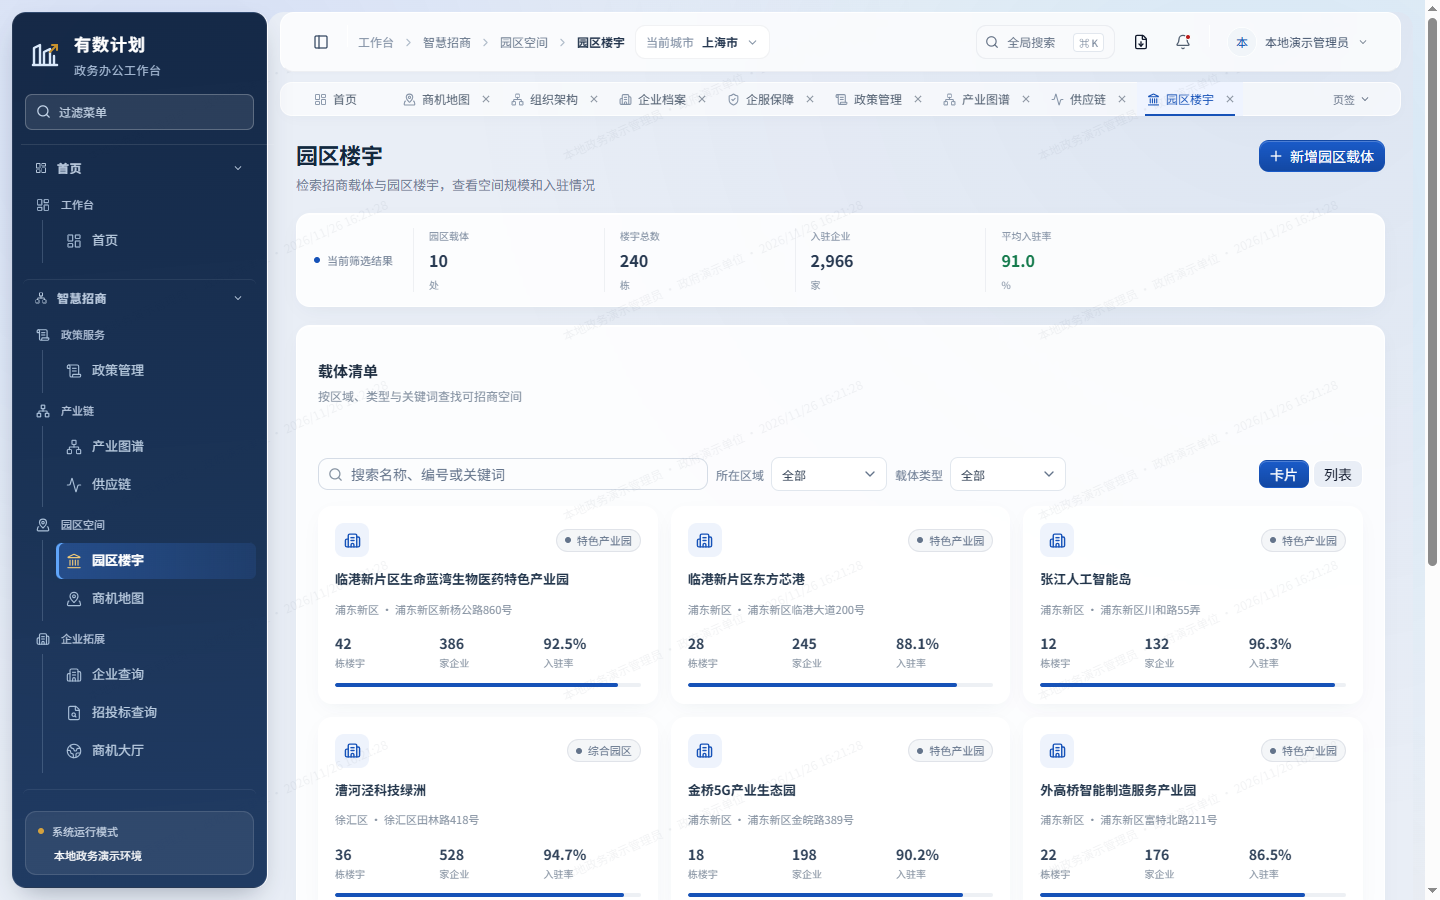 有数计划
政务办公工作台
过滤菜单
首页
工作台
首页
智慧招商
政策服务
政策管理
产业链
产业图谱
供应链
园区空间
园区楼宇
商机地图
企业拓展
企业查询
招投标查询
商机大厅
系统运行模式
本地政务演示环境
工作台 > 智慧招商 > 园区空间 > 园区楼宇 当前城市 上海市 全局搜索 ⌘K 本 本地演示管理员
首页 商机地图 × 组织架构 × 企业档案 × 企服保障 × 政策管理 × 产业图谱 × 供应链 × 园区楼宇 × 页签
园区楼宇
检索招商载体与园区楼宇，查看空间规模和入驻情况
+ 新增园区载体
当前筛选结果
园区载体
10
处
楼宇总数
240
栋
入驻企业
2,966
家
平均入驻率
91.0
%
载体清单
按区域、类型与关键词查找可招商空间
搜索名称、编号或关键词 所在区域 全部 载体类型 全部 卡片 列表
特色产业园
临港新片区生命蓝湾生物医药特色产业园
浦东新区 · 浦东新区新杨公路860号
42 386 92.5%
栋楼宇 家企业 入驻率
特色产业园
临港新片区东方芯港
浦东新区 · 浦东新区临港大道200号
28 245 88.1%
栋楼宇 家企业 入驻率
特色产业园
张江人工智能岛
浦东新区 · 浦东新区川和路55弄
12 132 96.3%
栋楼宇 家企业 入驻率
综合园区
漕河泾科技绿洲
徐汇区 · 徐汇区田林路418号
36 528 94.7%
栋楼宇 家企业 入驻率
特色产业园
金桥5G产业生态园
浦东新区 · 浦东新区金皖路389号
18 198 90.2%
栋楼宇 家企业 入驻率
特色产业园
外高桥智能制造服务产业园
浦东新区 · 浦东新区富特北路211号
22 176 86.5%
栋楼宇 家企业 入驻率
本地政务演示管理员 · 政府演示单位 · 2026/11/26 16:21:28